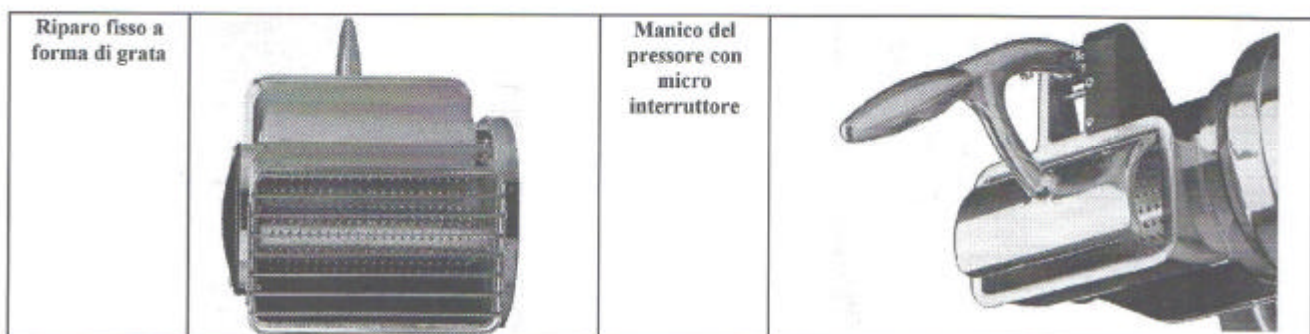 Riparo fisso a
forma di grata
Manico del
pressore con
micro
interruttore